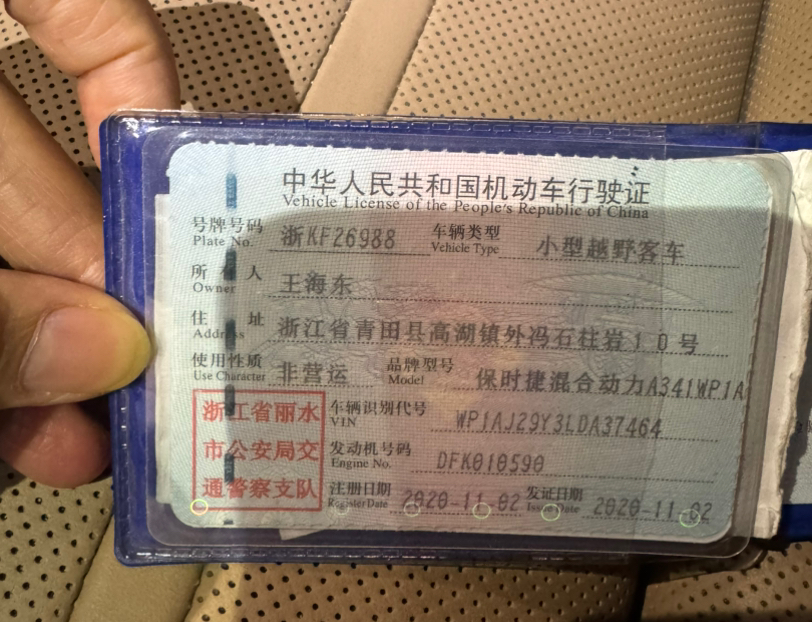 中华人民共和国机动车行驶证
Vehicle License of the People's Republic of China
号牌号码 浙KF26988 车辆类型 小型越野客车
Plate No. Vehicle Type
所有人 王海东
Owner
住址 浙江省青田县高湖镇外冯石柱岩10号
Address
使用性质 非营运 品牌型号 保时捷混合动力A341WP1A
Use Character Model
浙江省丽水 车辆识别代号 WP1AJ29Y3LDA37464
VIN
市公安局交 发动机号码 DFK010590
Engine No.
通警察支队 注册日期 2020-11-02 发证日期 2020-11-02
Register Date Issue Date